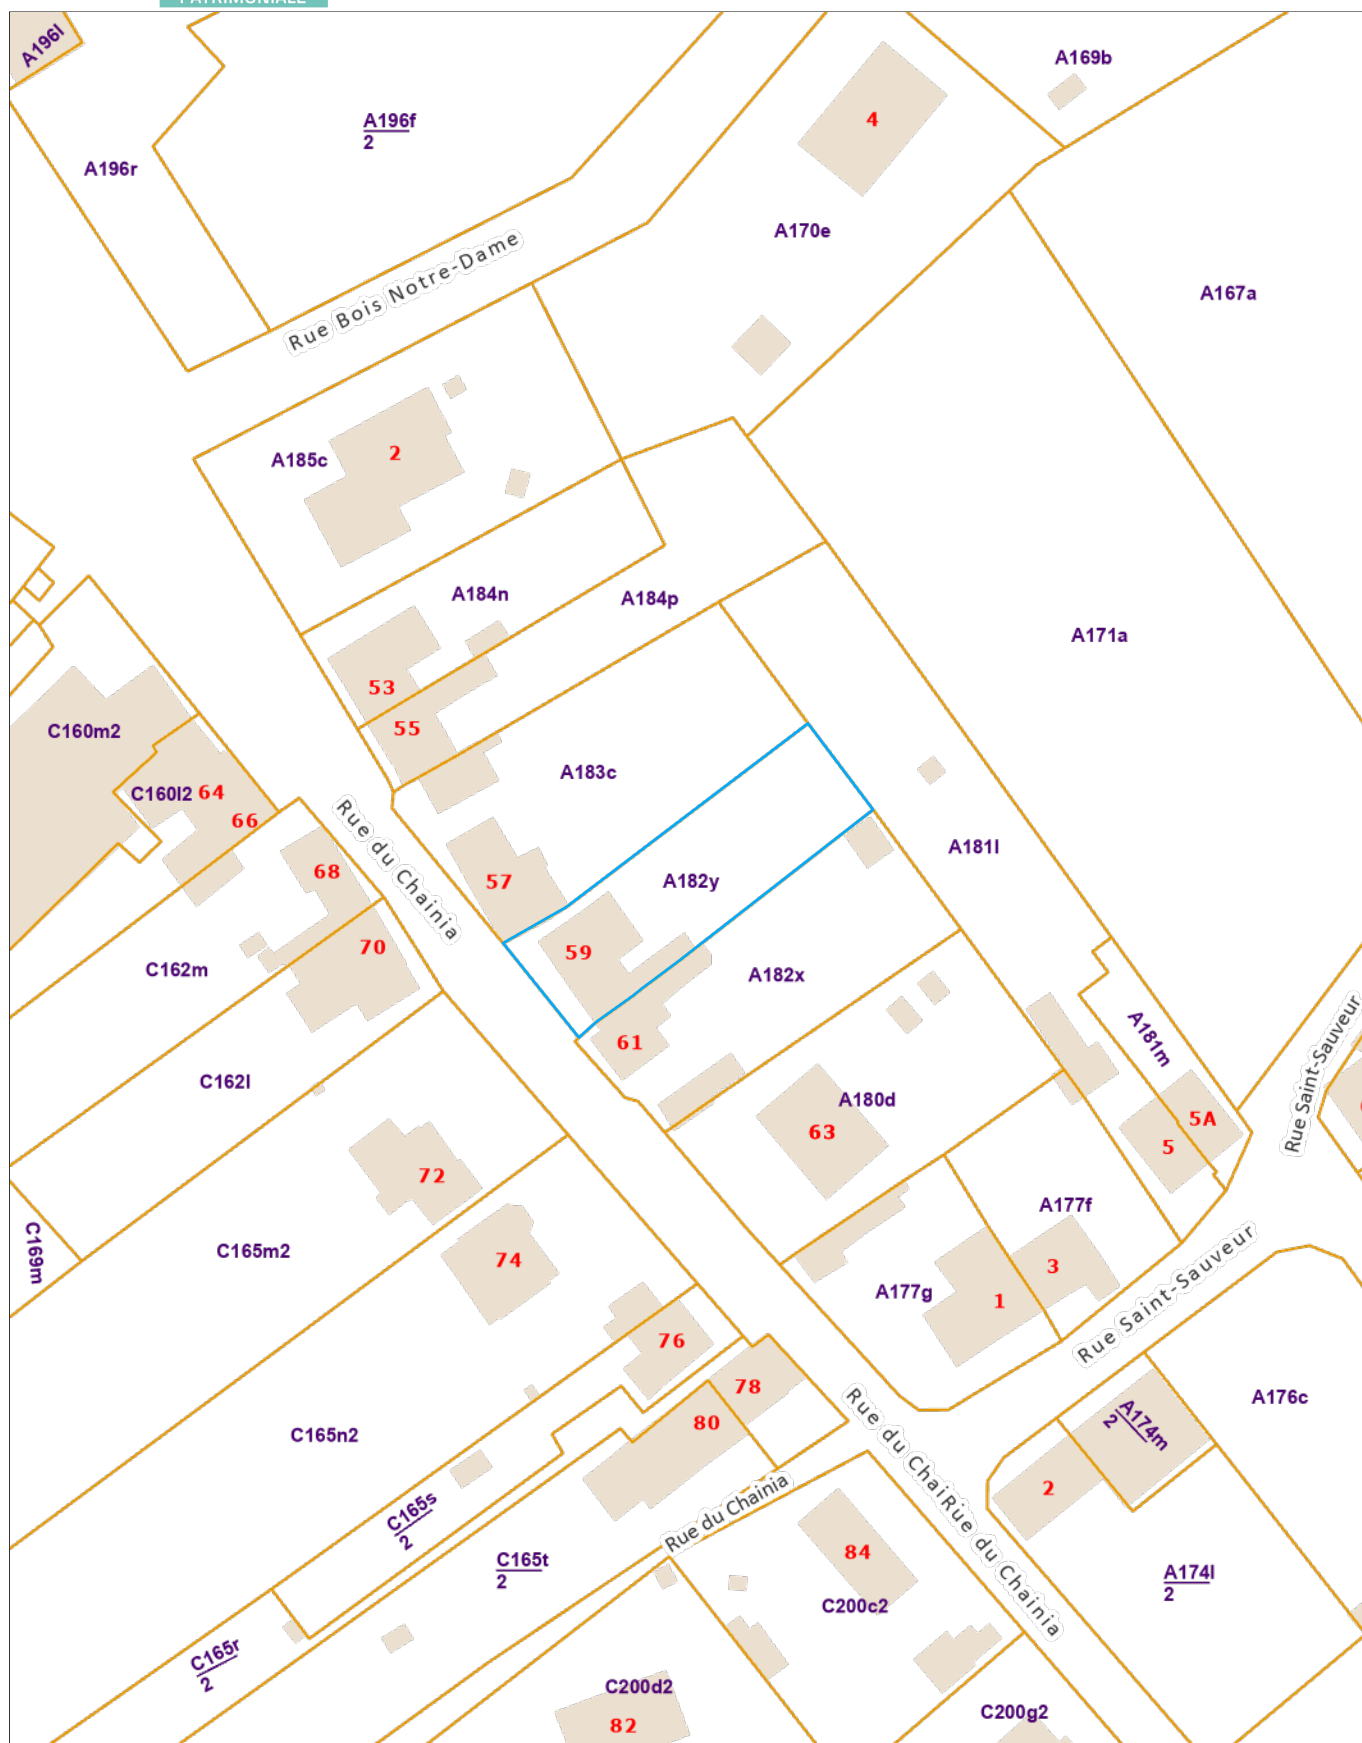 PATRIMONIALE
A196l
A169b
A196f
2
4
A196r
A170e
Rue Bois Notre-Dame
A167a
A185c
2
A184n
A184p
A171a
53
55
C160m2
A183c
C160l2
64
66
Rue du Chainia
A181l
68
57
A182y
70
59
C162m
A182x
61
A181m
Rue Saint-Sauveur
C162l
A180d
63
5A
5
72
A177f
C169m
C165m2
74
3
Rue Saint-Sauveur
A177g
1
76
78
A176c
80
C165n2
Rue du Chai
A174m
2
2
C165s
2
Rue du Chainia
Rue du Chainia
C165t
2
84
A174l
2
C200c2
C165r
2
C200d2
82
C200g2